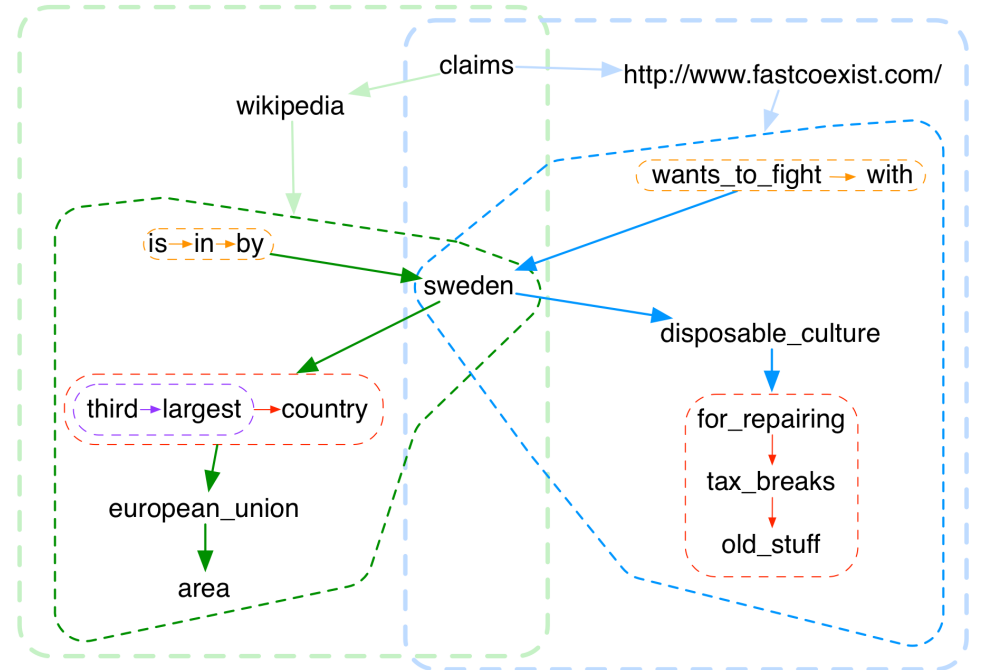 claims
http://www.fastcoexist.com/
wikipedia
wants_to_fight with
is in by
sweden
disposable_culture
third largest country
for_repairing
tax_breaks
european_union
old_stuff
area